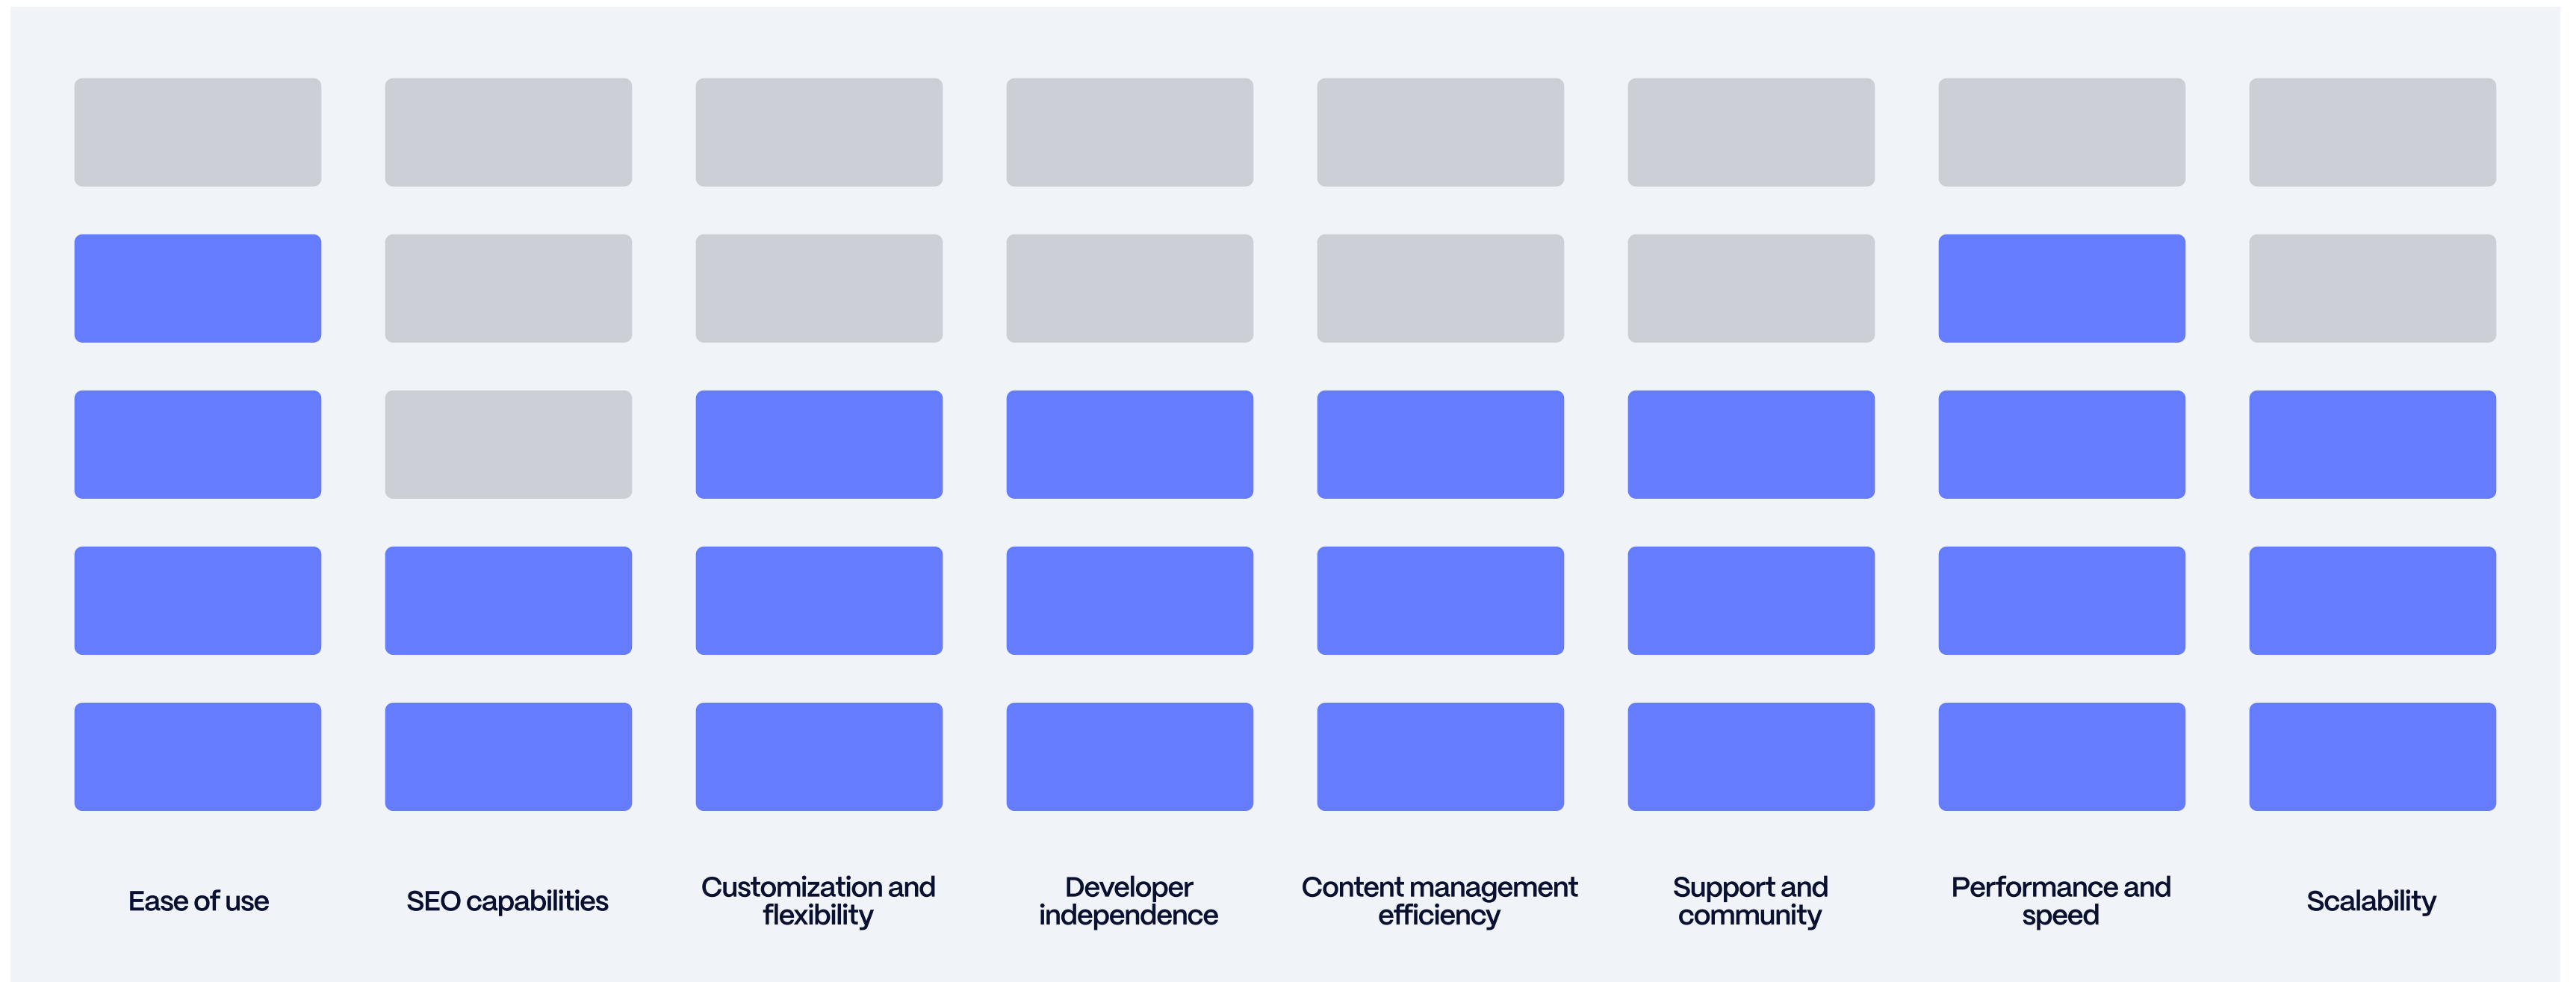 Ease of use
SEO capabilities
Customization and
flexibility
Developer
independence
Content management
efficiency
Support and
community
Performance and
speed
Scalability